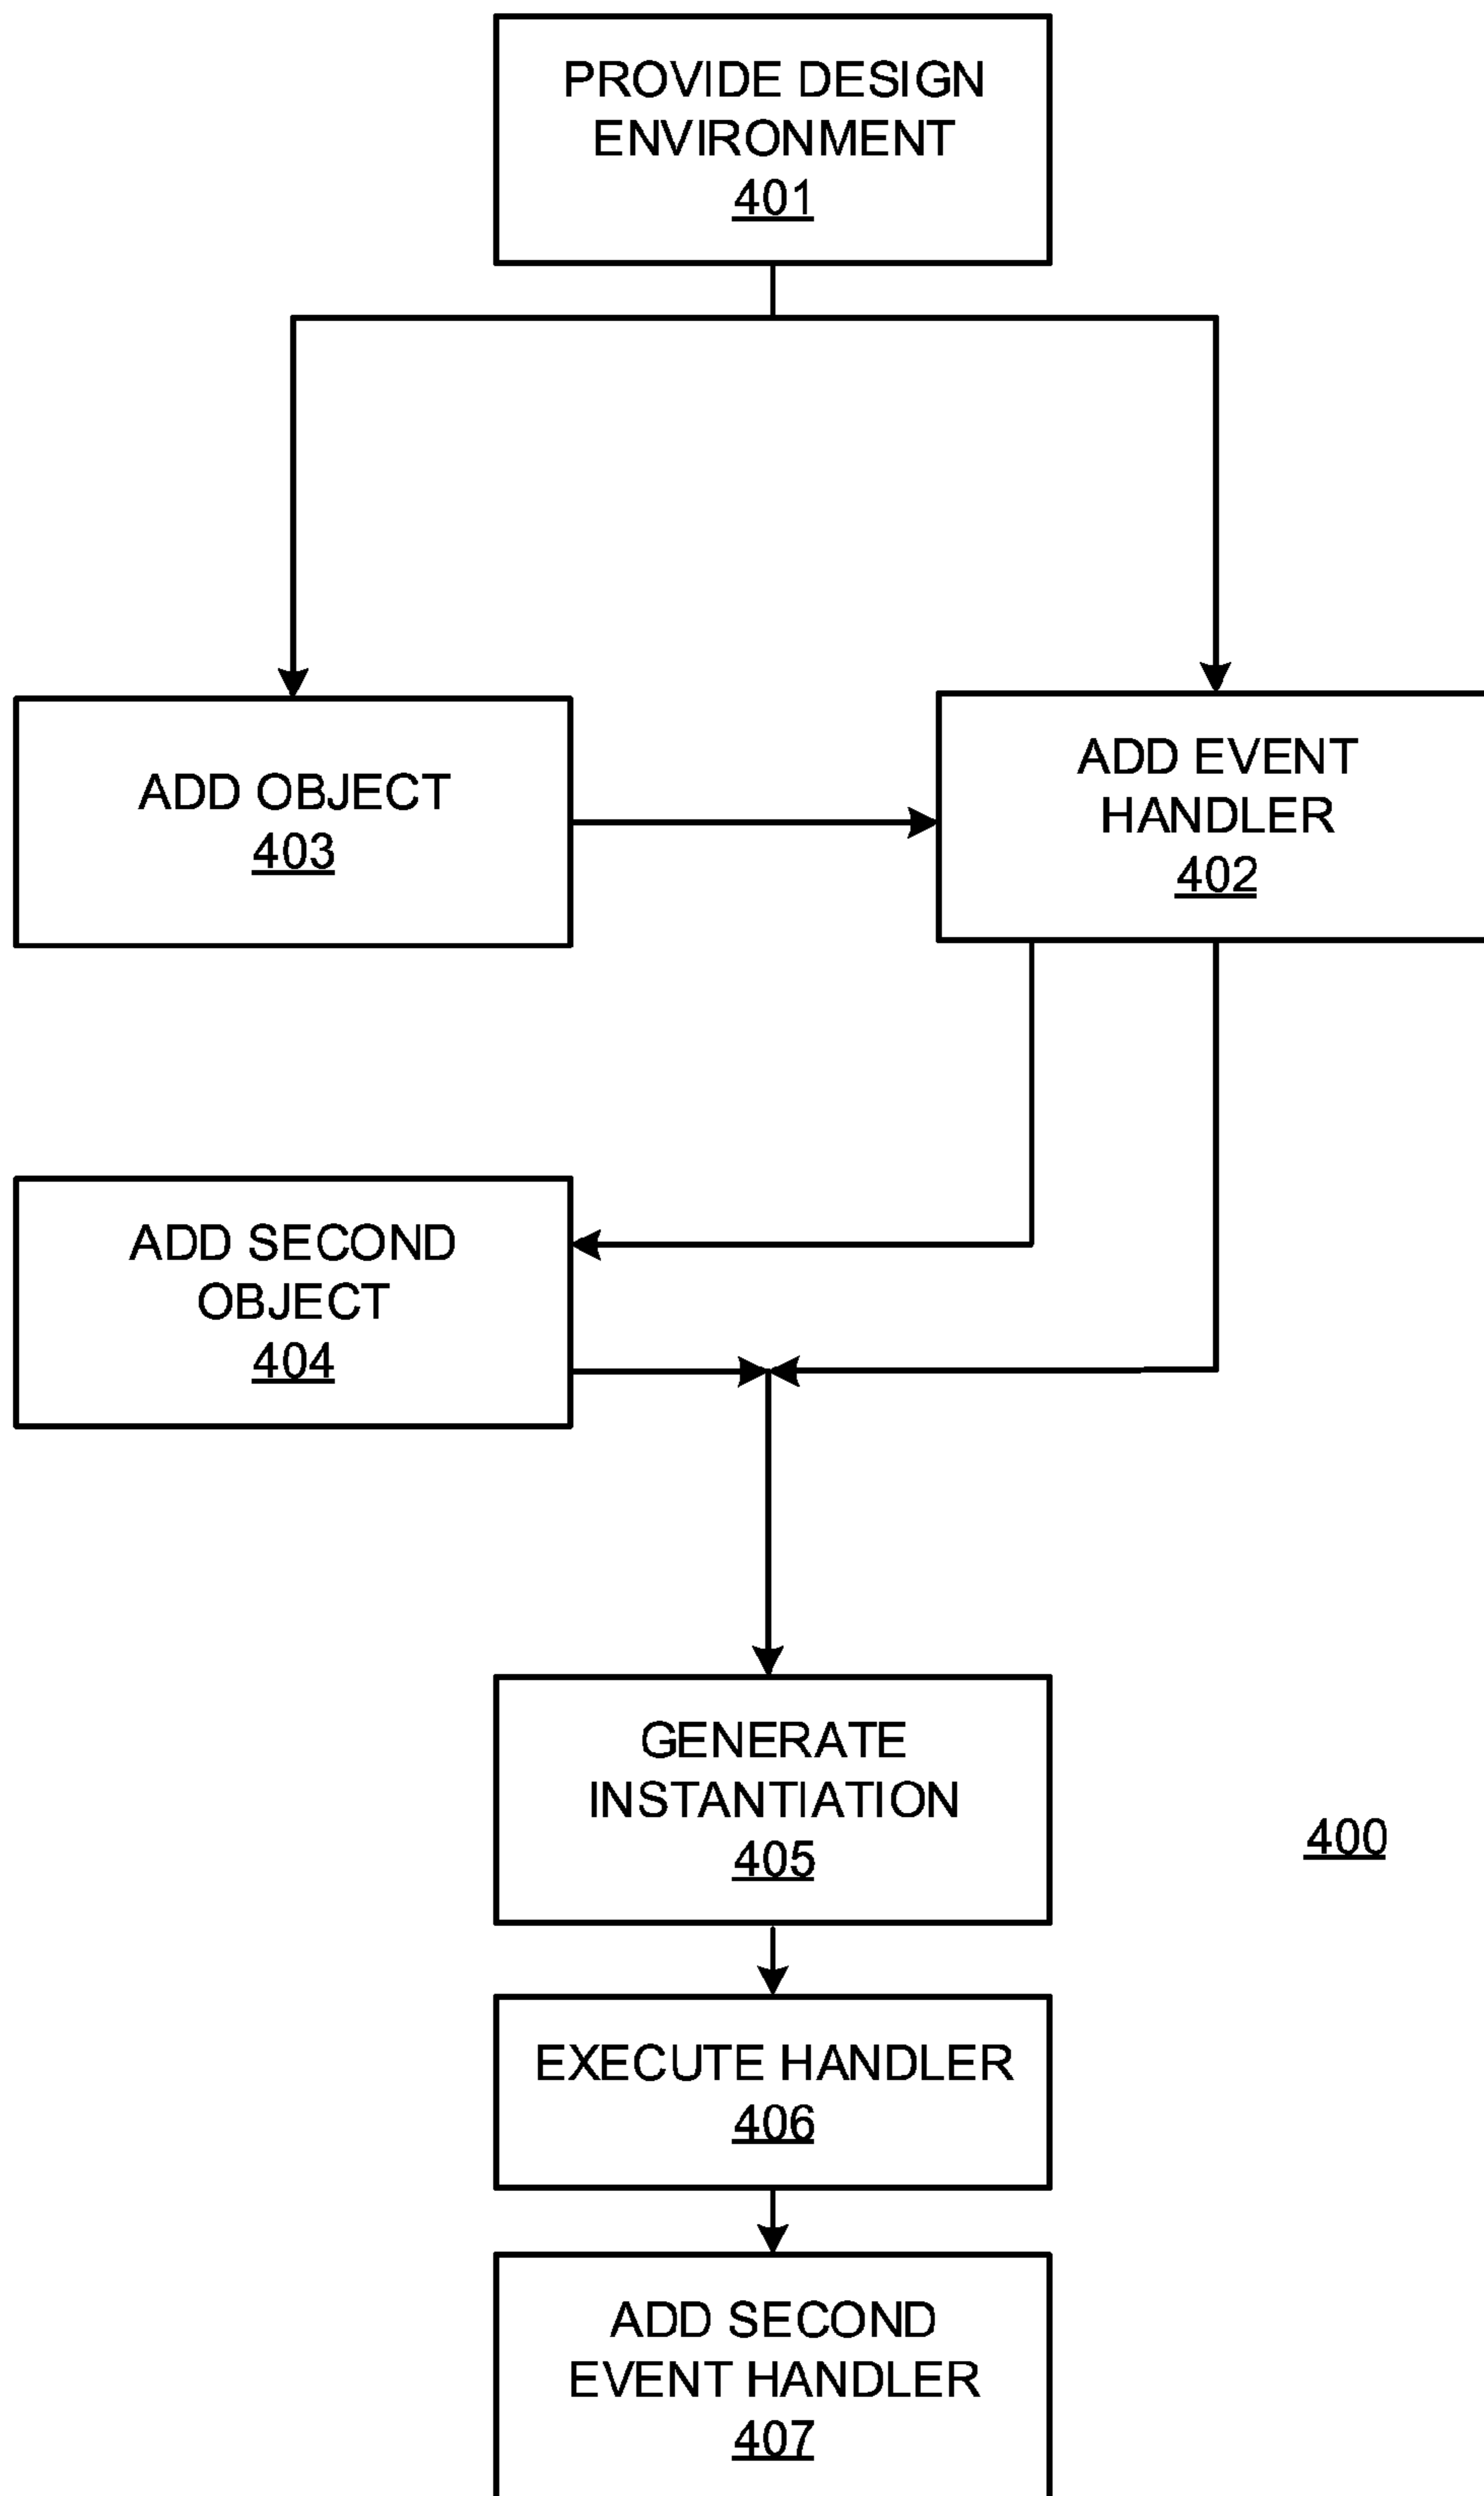 PROVIDE DESIGN
ENVIRONMENT
401
ADD OBJECT
403
ADD EVENT
HANDLER
402
ADD SECOND
OBJECT
404
GENERATE
INSTANTIATION
405
400
EXECUTE HANDLER
406
ADD SECOND
EVENT HANDLER
407